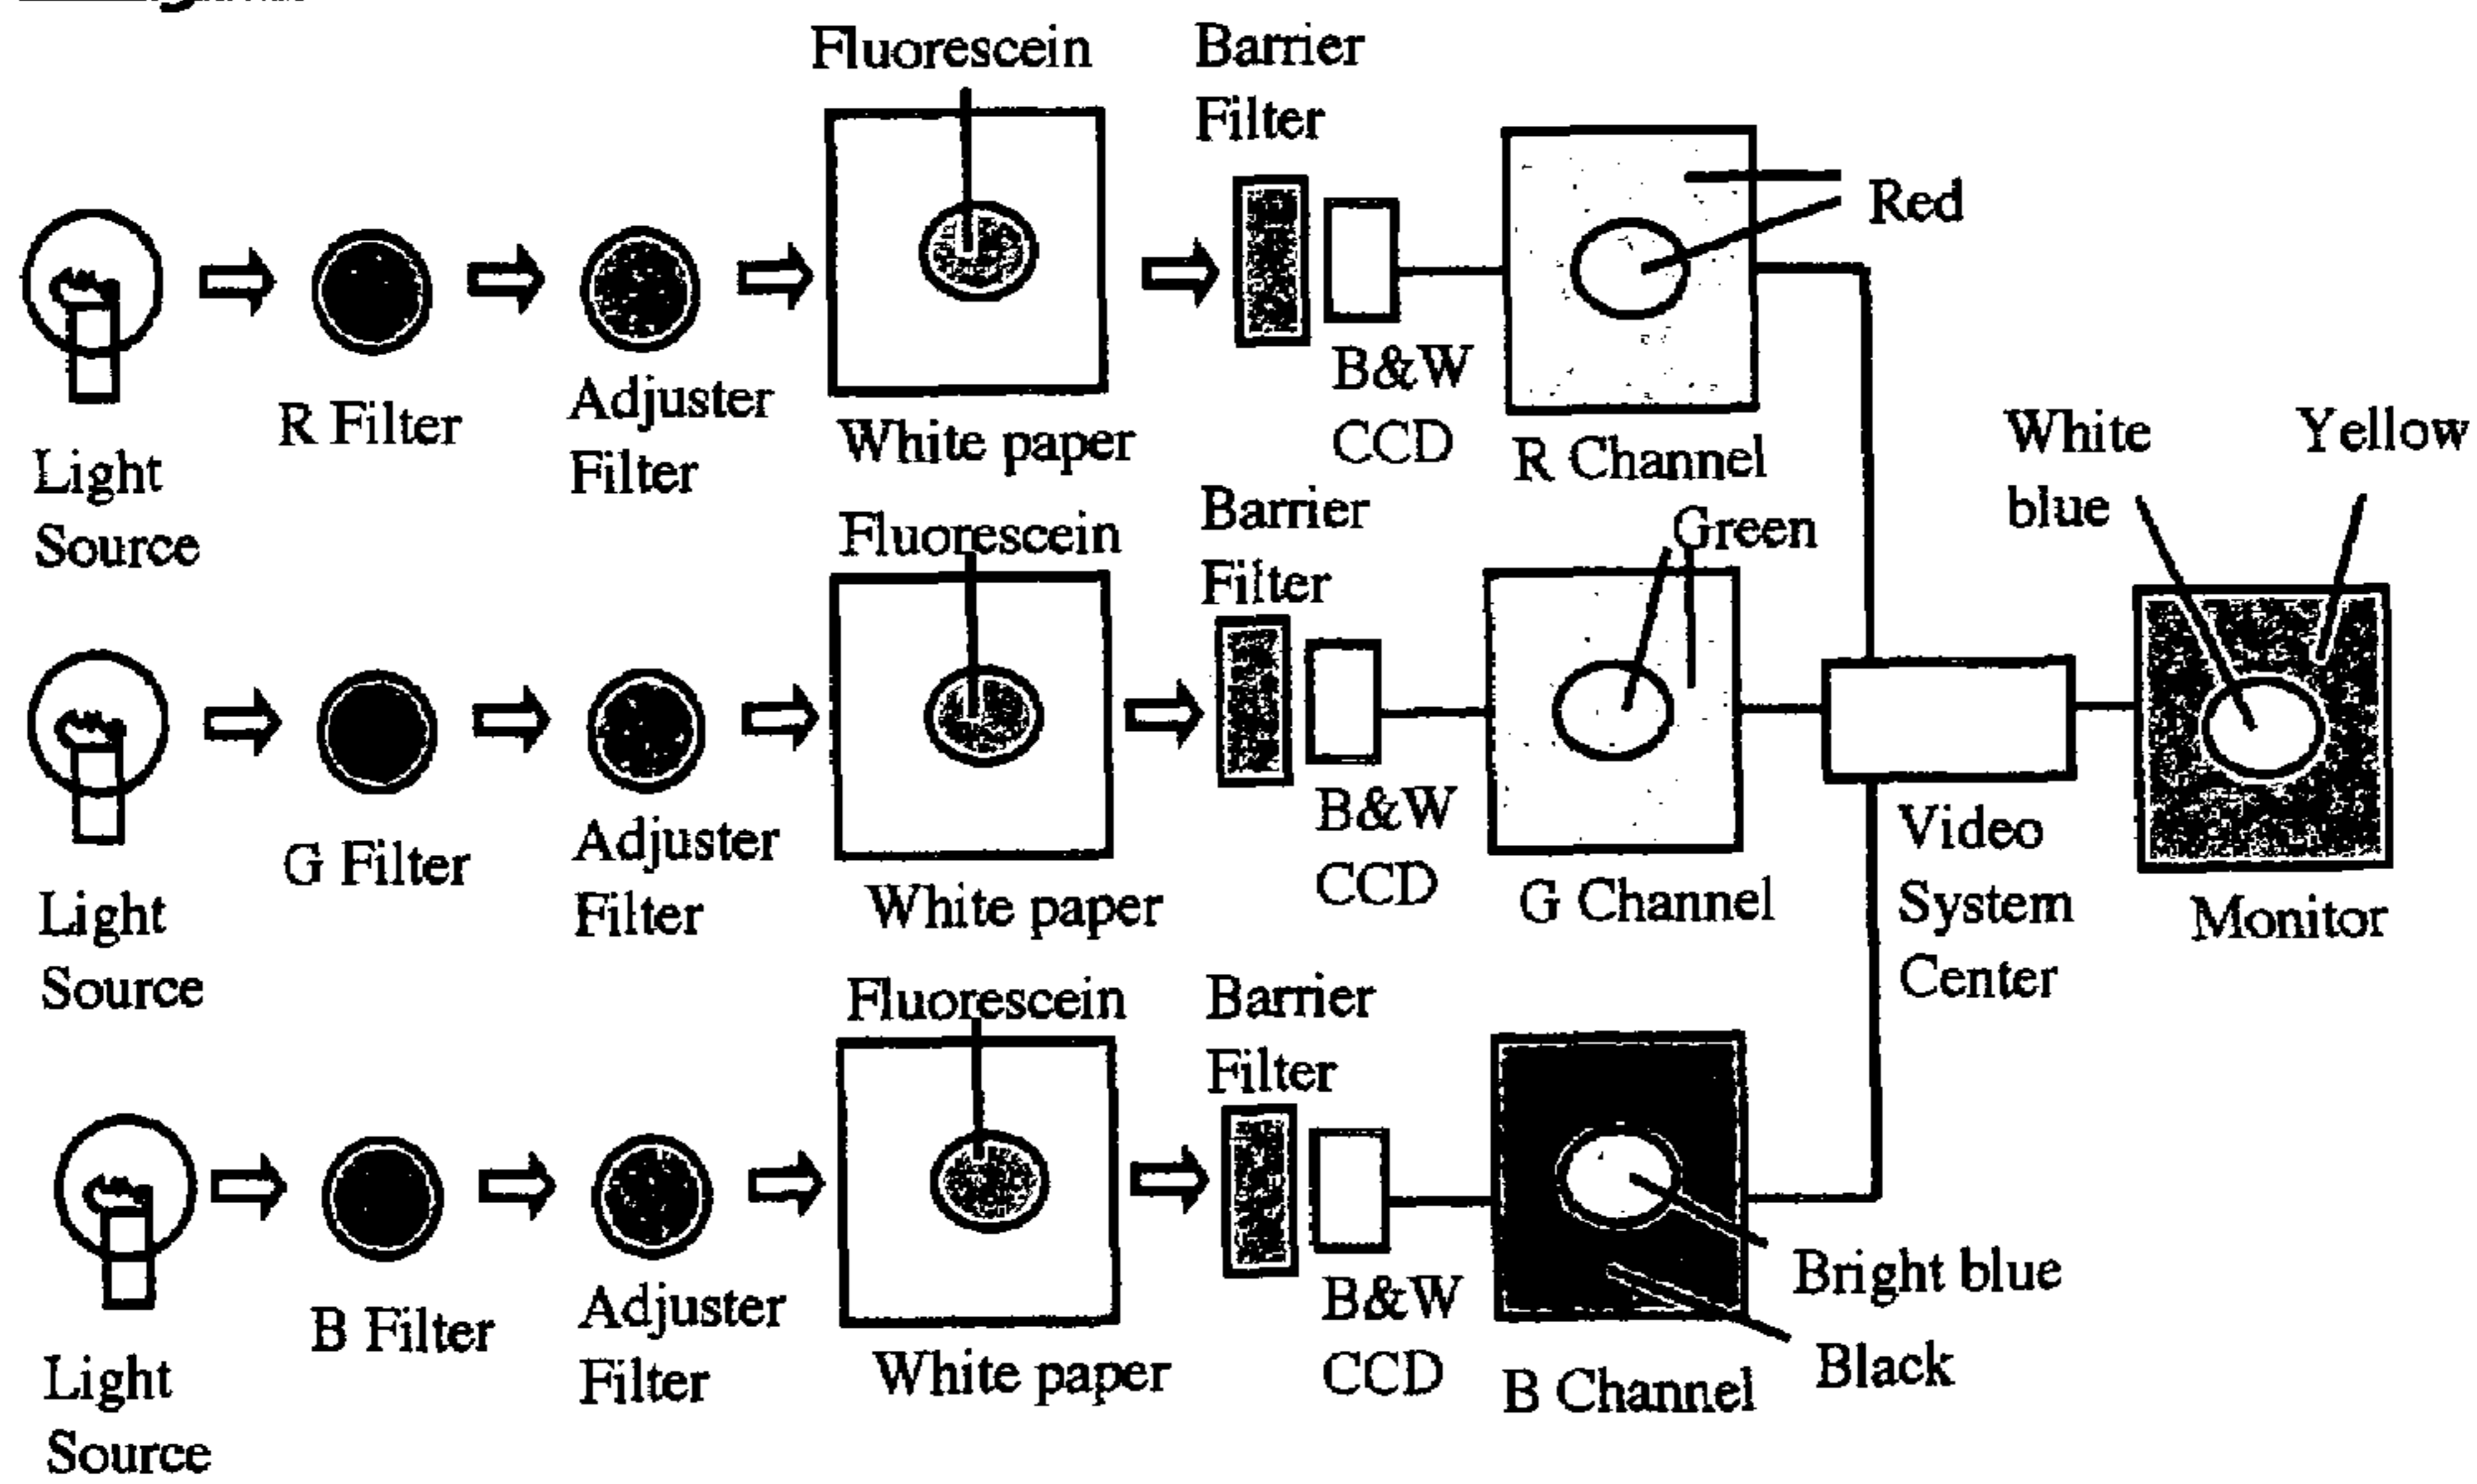 Fluorescein
Barrier
Filter
Red
R Filter
Adjuster
Filter
White paper
B&W
CCD
R Channel
Light
Source
White
blue
Yellow
Fluorescein
Barrier
Filter
Green
G Filter
Adjuster
Filter
White paper
B&W
CCD
G Channel
Light
Source
Video
System
Center
Monitor
Fluorescein
Barrier
Filter
Bright blue
Black
B Filter
Adjuster
Filter
White paper
B&W
CCD
B Channel
Light
Source